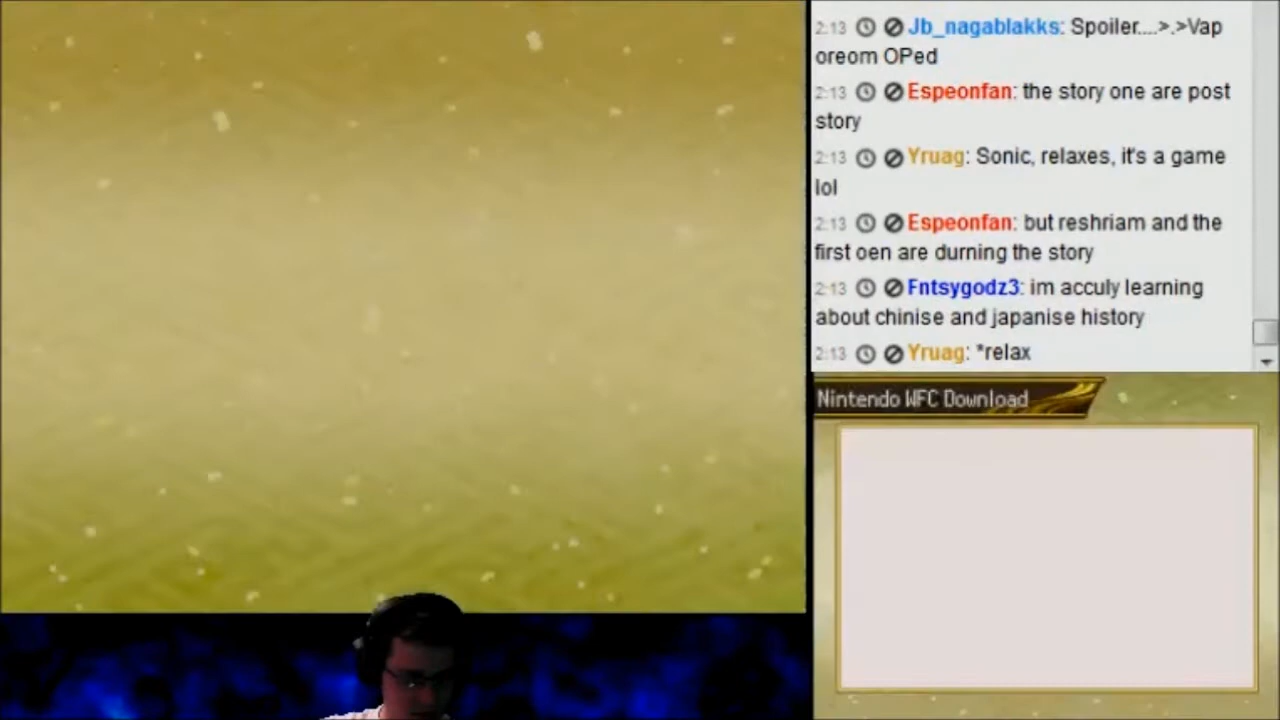 2:13 Jb_nagablakks: Spoiler....>.>Vap
oreom OPed
2:13 Espeonfan: the story one are post
story
2:13 Yruag: Sonic, relaxes, it's a game
lol
2:13 Espeonfan: but reshriam and the
first oen are durning the story
2:13 Fntsygodz3: im acculy learning
about chinise and japanise history
2:13 Yruag: *relax
Nintendo WFC Download